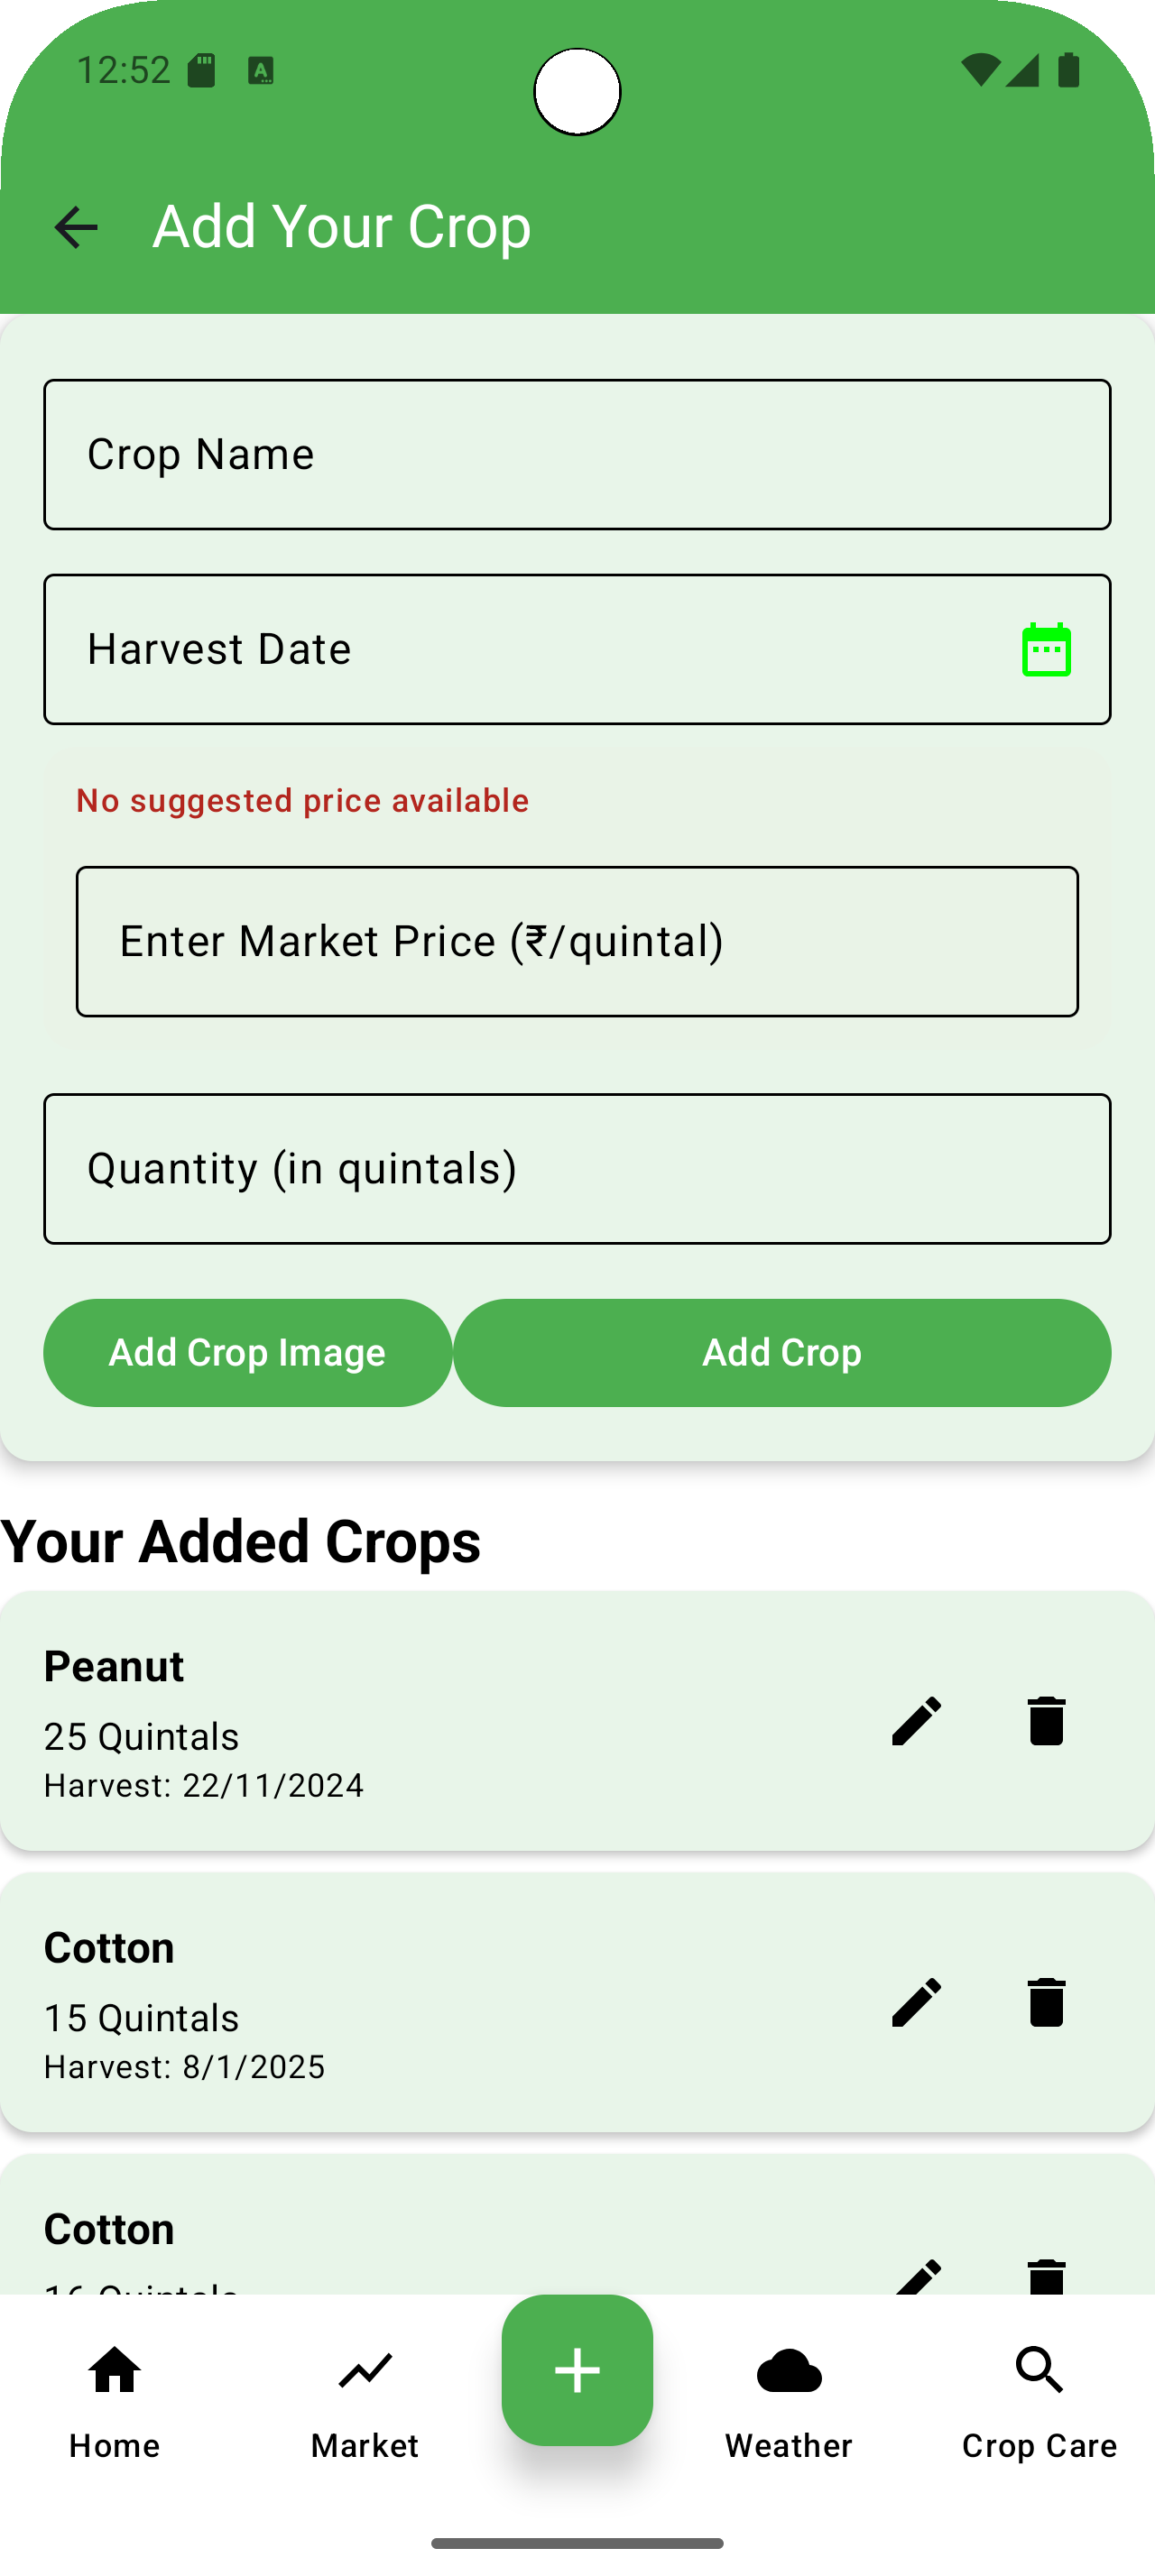 12:52
Add Your Crop
Crop Name
Harvest Date
No suggested price available
Enter Market Price (₹/quintal)
Quantity (in quintals)
Add Crop Image
Add Crop
Your Added Crops
Peanut
25 Quintals
Harvest: 22/11/2024
Cotton
15 Quintals
Harvest: 8/1/2025
Cotton
16 Quintals
Home
Market
Weather
Crop Care